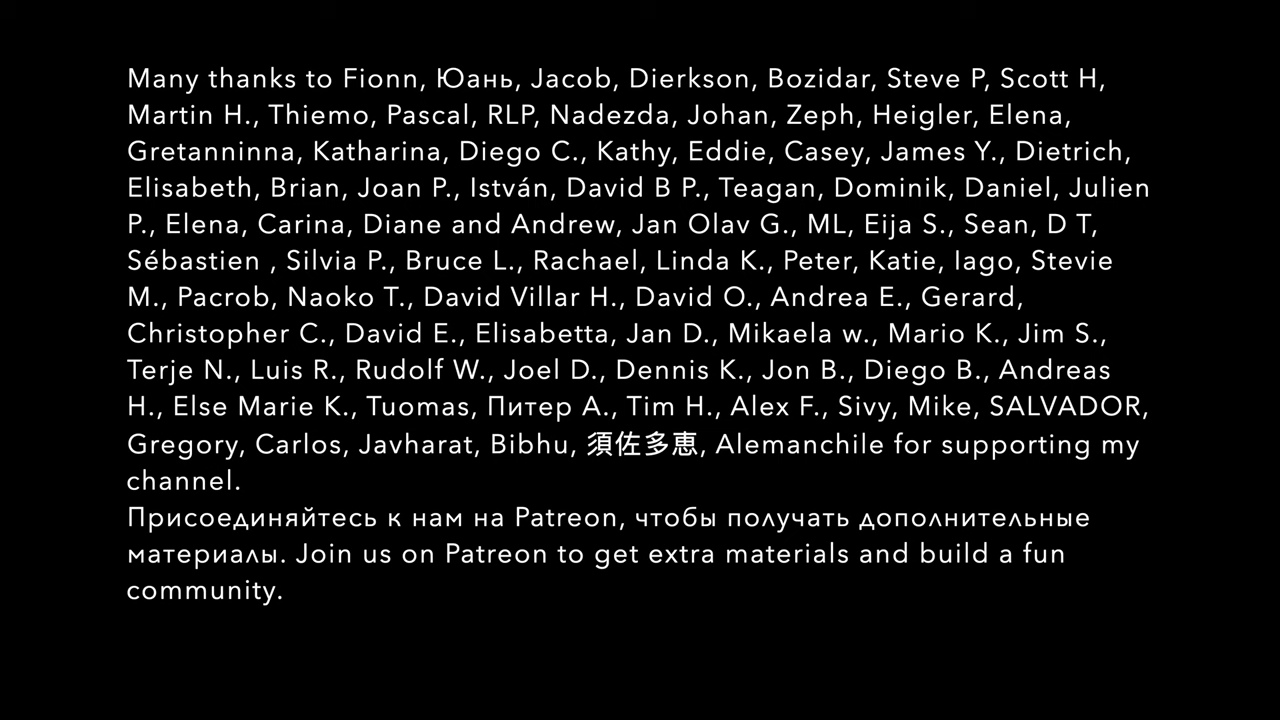 Many thanks to Fionn, Юань, Jacob, Dierkson, Bozidar, Steve P, Scott H,
Martin H., Thiemo, Pascal, RLP, Nadezda, Johan, Zeph, Heigler, Elena,
Gretanninna, Katharina, Diego C., Kathy, Eddie, Casey, James Y., Dietrich,
Elisabeth, Brian, Joan P., István, David B P., Teagan, Dominik, Daniel, Julien
P., Elena, Carina, Diane and Andrew, Jan Olav G., ML, Eija S., Sean, D T,
Sébastien , Silvia P., Bruce L., Rachael, Linda K., Peter, Katie, Iago, Stevie
M., Pacrob, Naoko T., David Villar H., David O., Andrea E., Gerard,
Christopher C., David E., Elisabetta, Jan D., Mikaela w., Mario K., Jim S.,
Terje N., Luis R., Rudolf W., Joel D., Dennis K., Jon B., Diego B., Andreas
H., Else Marie K., Tuomas, Питер А., Tim H., Alex F., Sivy, Mike, SALVADOR,
Gregory, Carlos, Javharat, Bibhu, 須佐多恵, Alemanchile for supporting my
channel.
Присоединяйтесь к нам на Patreon, чтобы получать дополнительные
материалы. Join us on Patreon to get extra materials and build a fun
community.